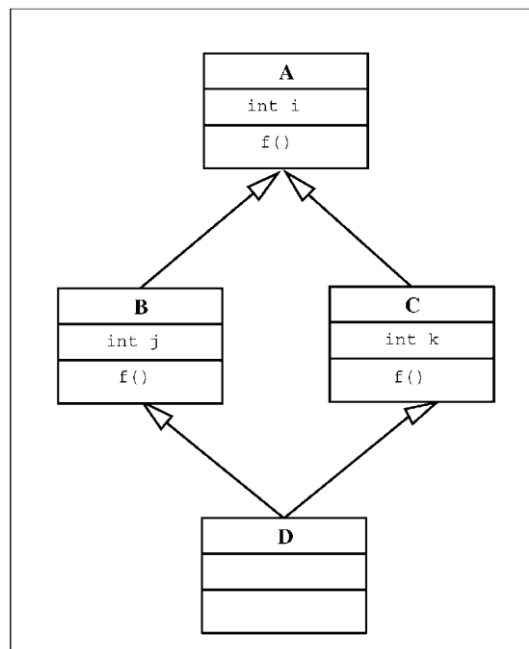 A
int i
f()
B
int j
f()
C
int k
f()
D